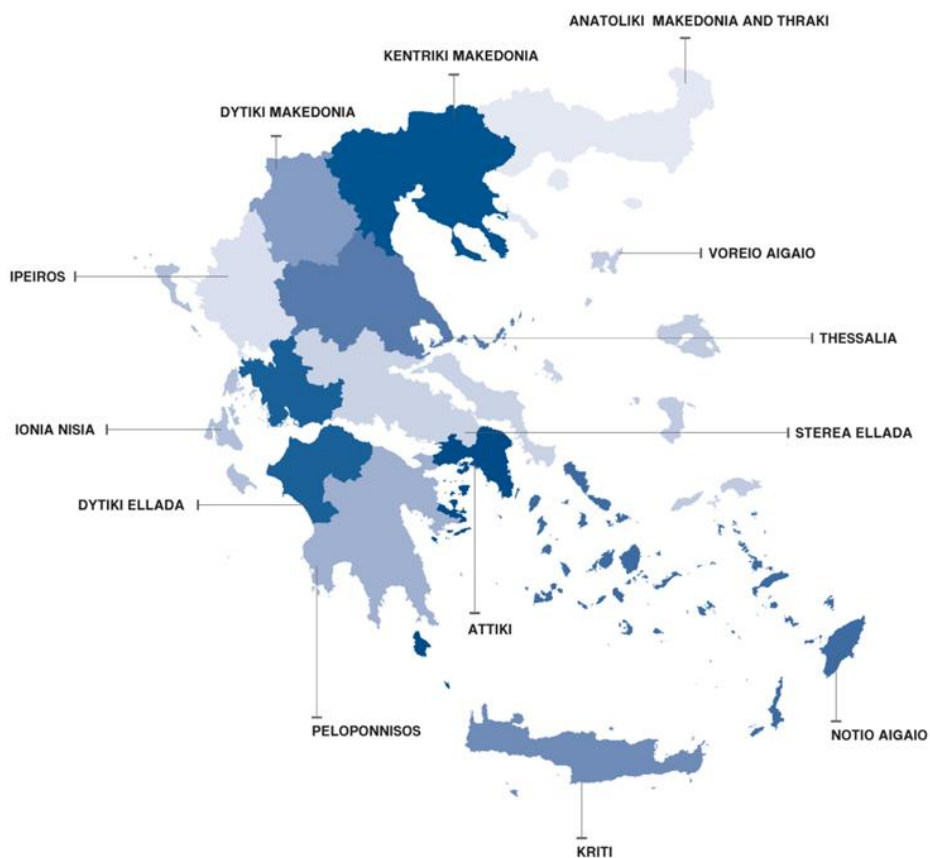 ANATOLIKI MAKEDONIA AND THRAKI
KENTRIKI MAKEDONIA
DYTIKI MAKEDONIA
VOREIO AIGAIO
IPEIROS
THESSALIA
IONIA NISIA
STEREA ELLADA
DYTIKI ELLADA
ATTIKI
PELOPONNISOS
NOTIO AIGAIO
KRITI